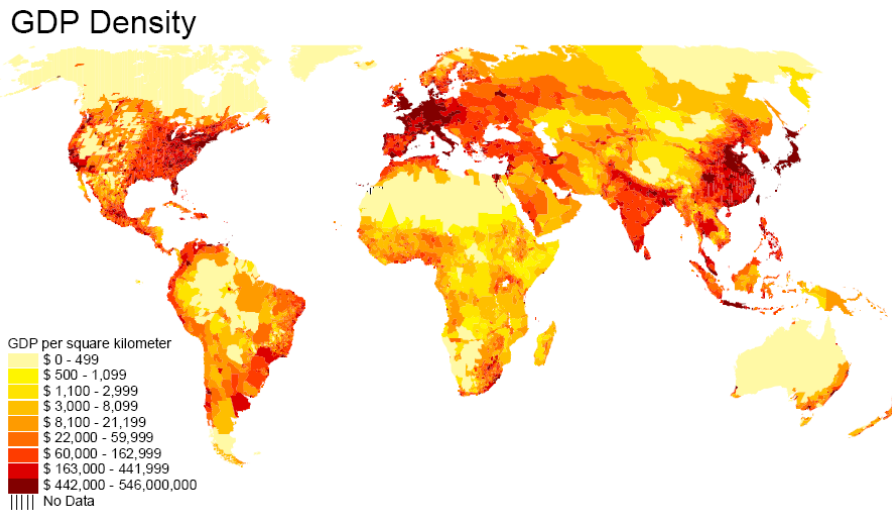 GDP Density
GDP per square kilometer
$ 0 - 499
$ 500 - 1,099
$ 1,100 - 2,999
$ 3,000 - 8,099
$ 8,100 - 21,199
$ 22,000 - 59,999
$ 60,000 - 162,999
$ 163,000 - 441,999
$ 442,000 - 546,000,000
No Data